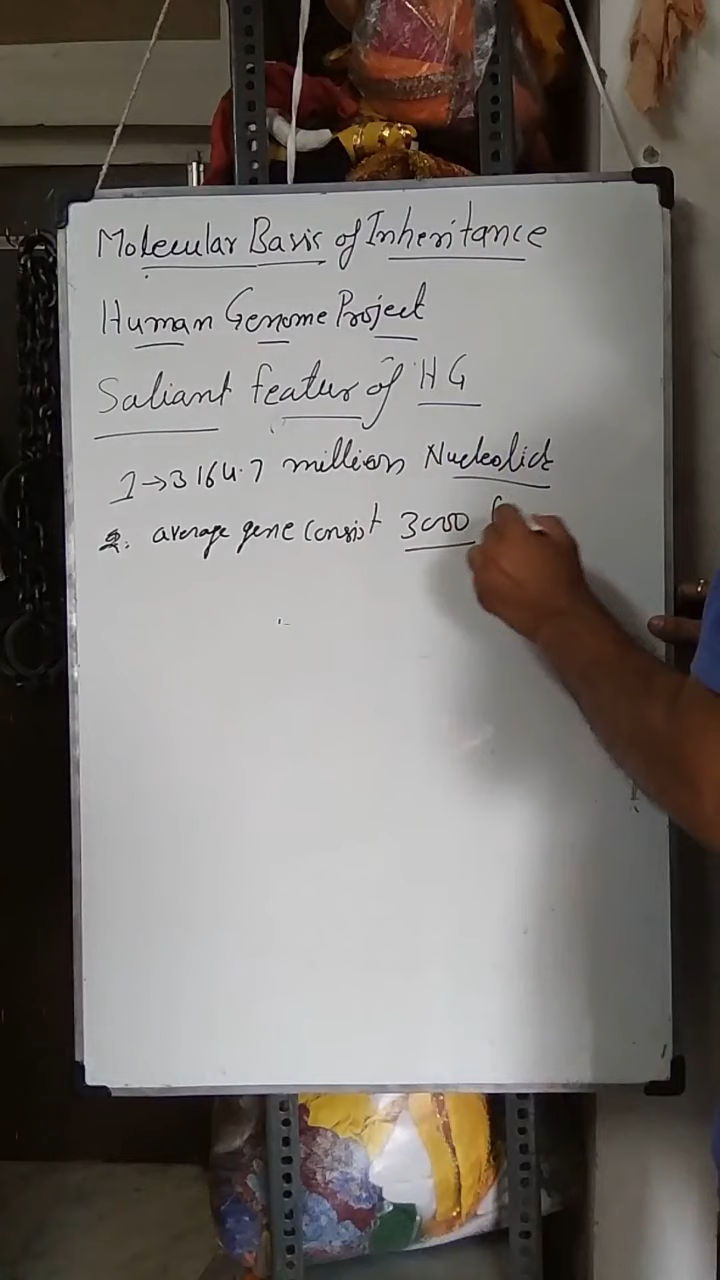 Molecular Basis of Inheritance
Human Genome Project
Saliant featur of HG
1→3164.7 million Nucleotide
2. average gene consist 3000